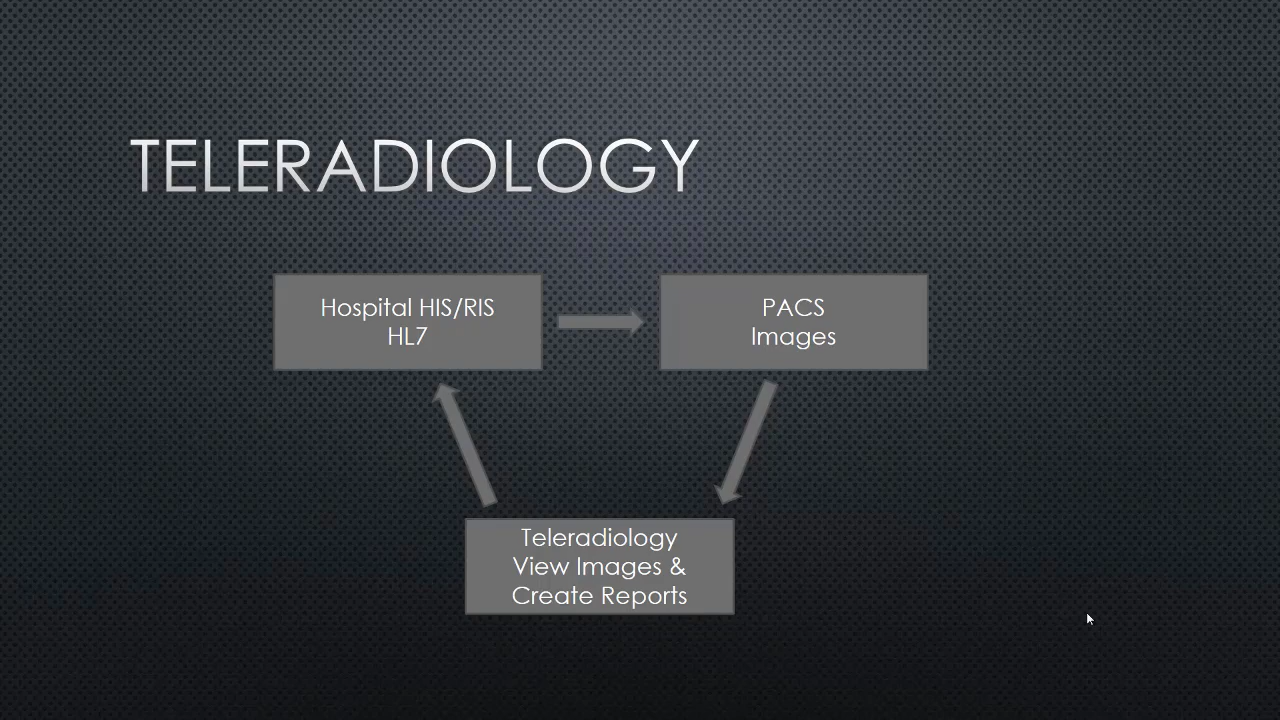 TELERADIOLOGY
Hospital HIS/RIS
HL7
PACS
Images
Teleradiology
View Images &
Create Reports